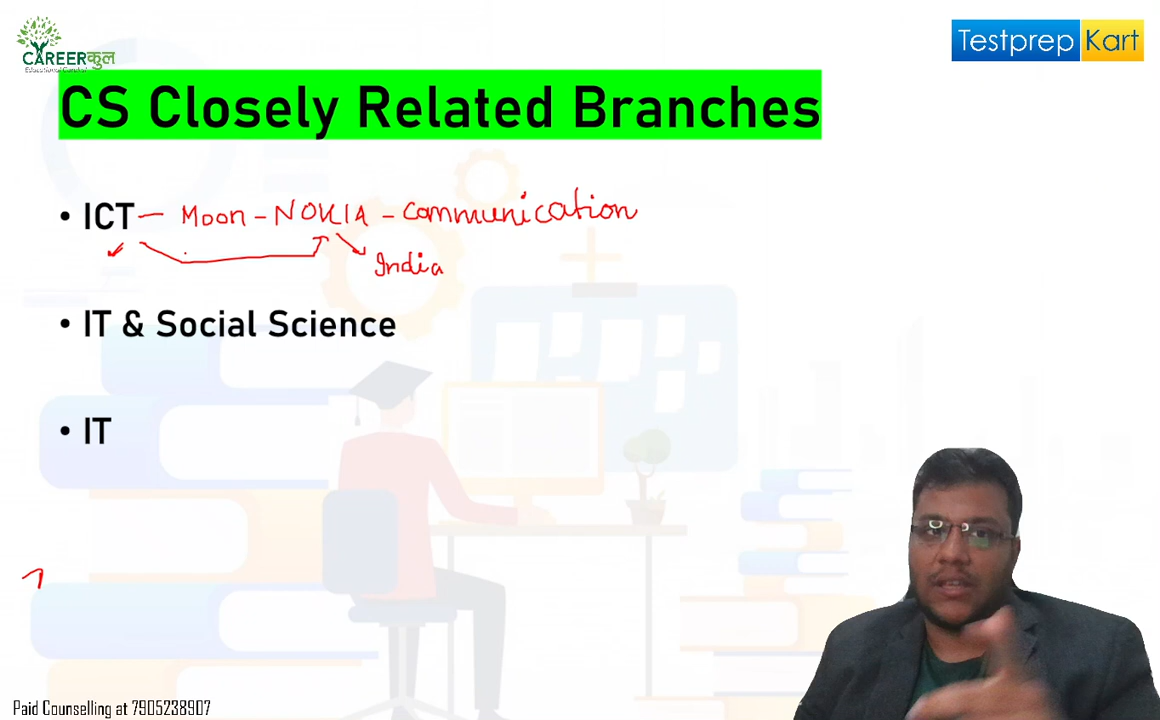 CAREERकुल
Testprep Kart
CS Closely Related Branches
• ICT — Moon - NOKIA - Communication
India
• IT & Social Science
• IT
Paid Counselling at 7905238907